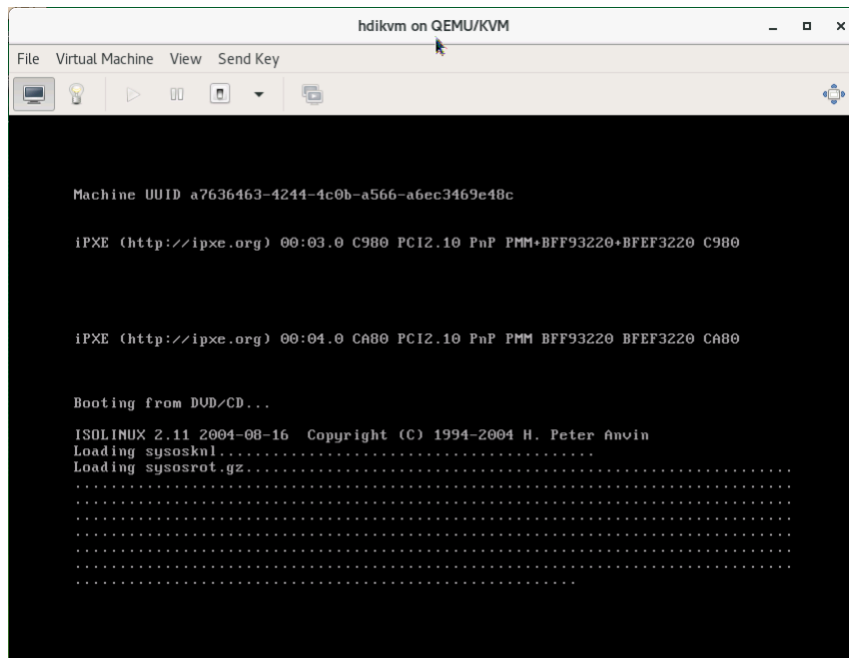 hdikvm on QEMU/KVM
File Virtual Machine View Send Key
Machine UUID a7636463-4244-4c0b-a566-a6ec3469e48c
iPXE (http://ipxe.org) 00:03.0 C980 PCI2.10 PnP PMM+BFF93220+BFEF3220 C980
iPXE (http://ipxe.org) 00:04.0 CA80 PCI2.10 PnP PMM BFF93220 BFEF3220 CA80
Booting from DVD/CD...
ISOLINUX 2.11 2004-08-16  Copyright (C) 1994-2004 H. Peter Anvin
Loading sysosknl..........................................
Loading sysosrot.gz.............................................................
................................................................................
................................................................................
................................................................................
................................................................................
................................................................................
................................................................................
........................................................